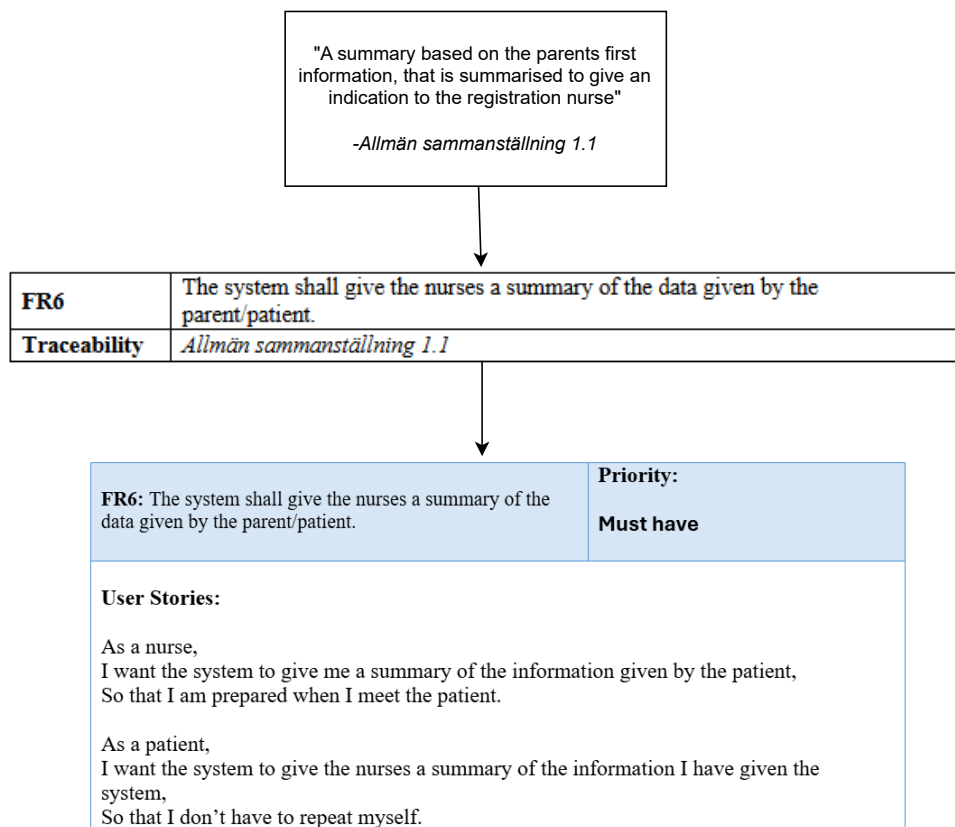 "A summary based on the parents first
information, that is summarised to give an
indication to the registration nurse"
-Allmän sammanställning 1.1
FR6
The system shall give the nurses a summary of the data given by the
parent/patient.
Traceability
Allmän sammanställning 1.1
FR6: The system shall give the nurses a summary of the
data given by the parent/patient.
Priority:
Must have
User Stories:
As a nurse,
I want the system to give me a summary of the information given by the patient,
So that I am prepared when I meet the patient.
As a patient,
I want the system to give the nurses a summary of the information I have given the
system,
So that I don’t have to repeat myself.